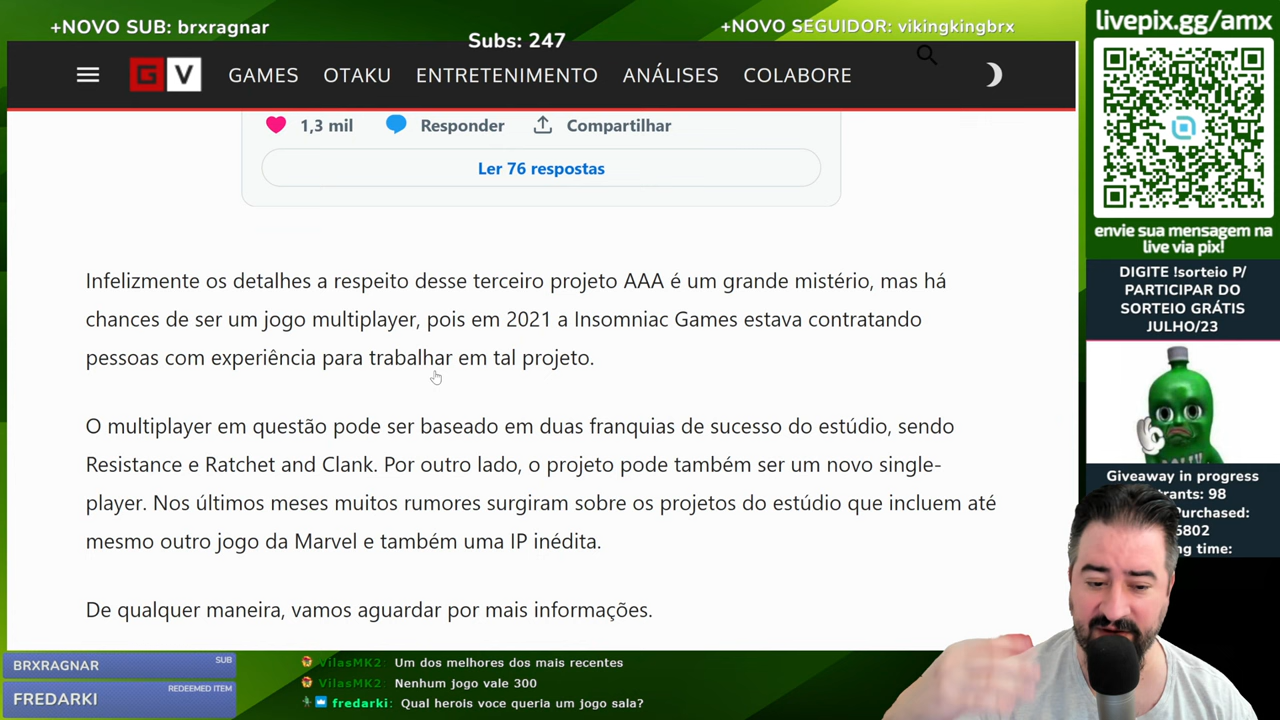 +NOVO SUB: brxragnar
Subs: 247
+NOVO SEGUIDOR: vikingkingbrx
livepix.gg/amx
G V GAMES OTAKU ENTRETENIMENTO ANÁLISES COLABORE
1,3 mil Responder Compartilhar
Ler 76 respostas
Infelizmente os detalhes a respeito desse terceiro projeto AAA é um grande mistério, mas há
chances de ser um jogo multiplayer, pois em 2021 a Insomniac Games estava contratando
pessoas com experiência para trabalhar em tal projeto.
O multiplayer em questão pode ser baseado em duas franquias de sucesso do estúdio, sendo
Resistance e Ratchet and Clank. Por outro lado, o projeto pode também ser um novo single-
player. Nos últimos meses muitos rumores surgiram sobre os projetos do estúdio que incluem até
mesmo outro jogo da Marvel e também uma IP inédita.
De qualquer maneira, vamos aguardar por mais informações.
envie sua mensagem na
live via pix!
DIGITE !sorteio P/
PARTICIPAR DO
SORTEIO GRÁTIS
JULHO/23
Giveaway in progress
trants: 98
Purchased:
5802
ng time:
BRXRAGNAR SUB
FREDARKI REDEEMED ITEM
VilasMK2: Um dos melhores dos mais recentes
VilasMK2: Nenhum jogo vale 300
fredarki: Qual herois voce queria um jogo sala?